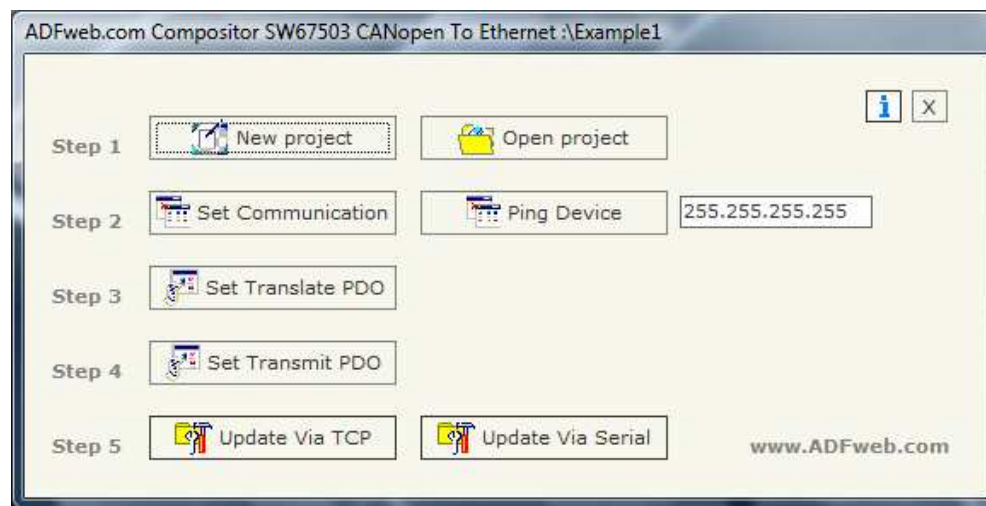 ADFweb.com Compositor SW67503 CANopen To Ethernet :\Example1
i X
Step 1 New project Open project
Step 2 Set Communication Ping Device 255.255.255.255
Step 3 Set Translate PDO
Step 4 Set Transmit PDO
Step 5 Update Via TCP Update Via Serial www.ADFweb.com